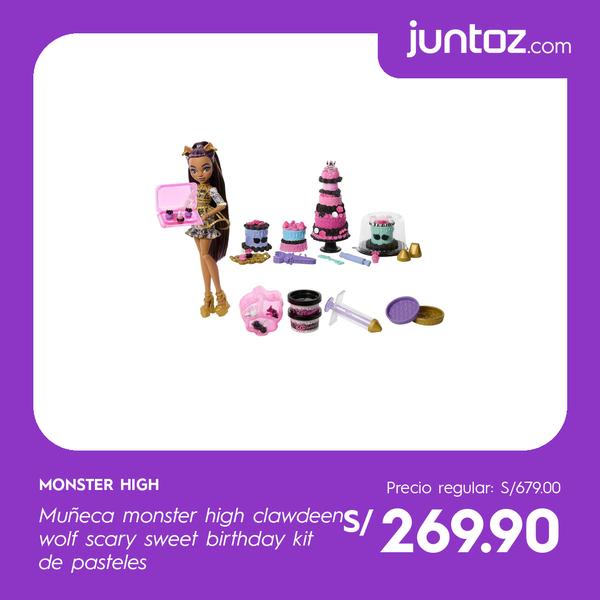 juntoz.com
MONSTER HIGH
Muñeca monster high clawdeen
wolf scary sweet birthday kit
de pasteles
Precio regular: S/679.00
S/ 269.90